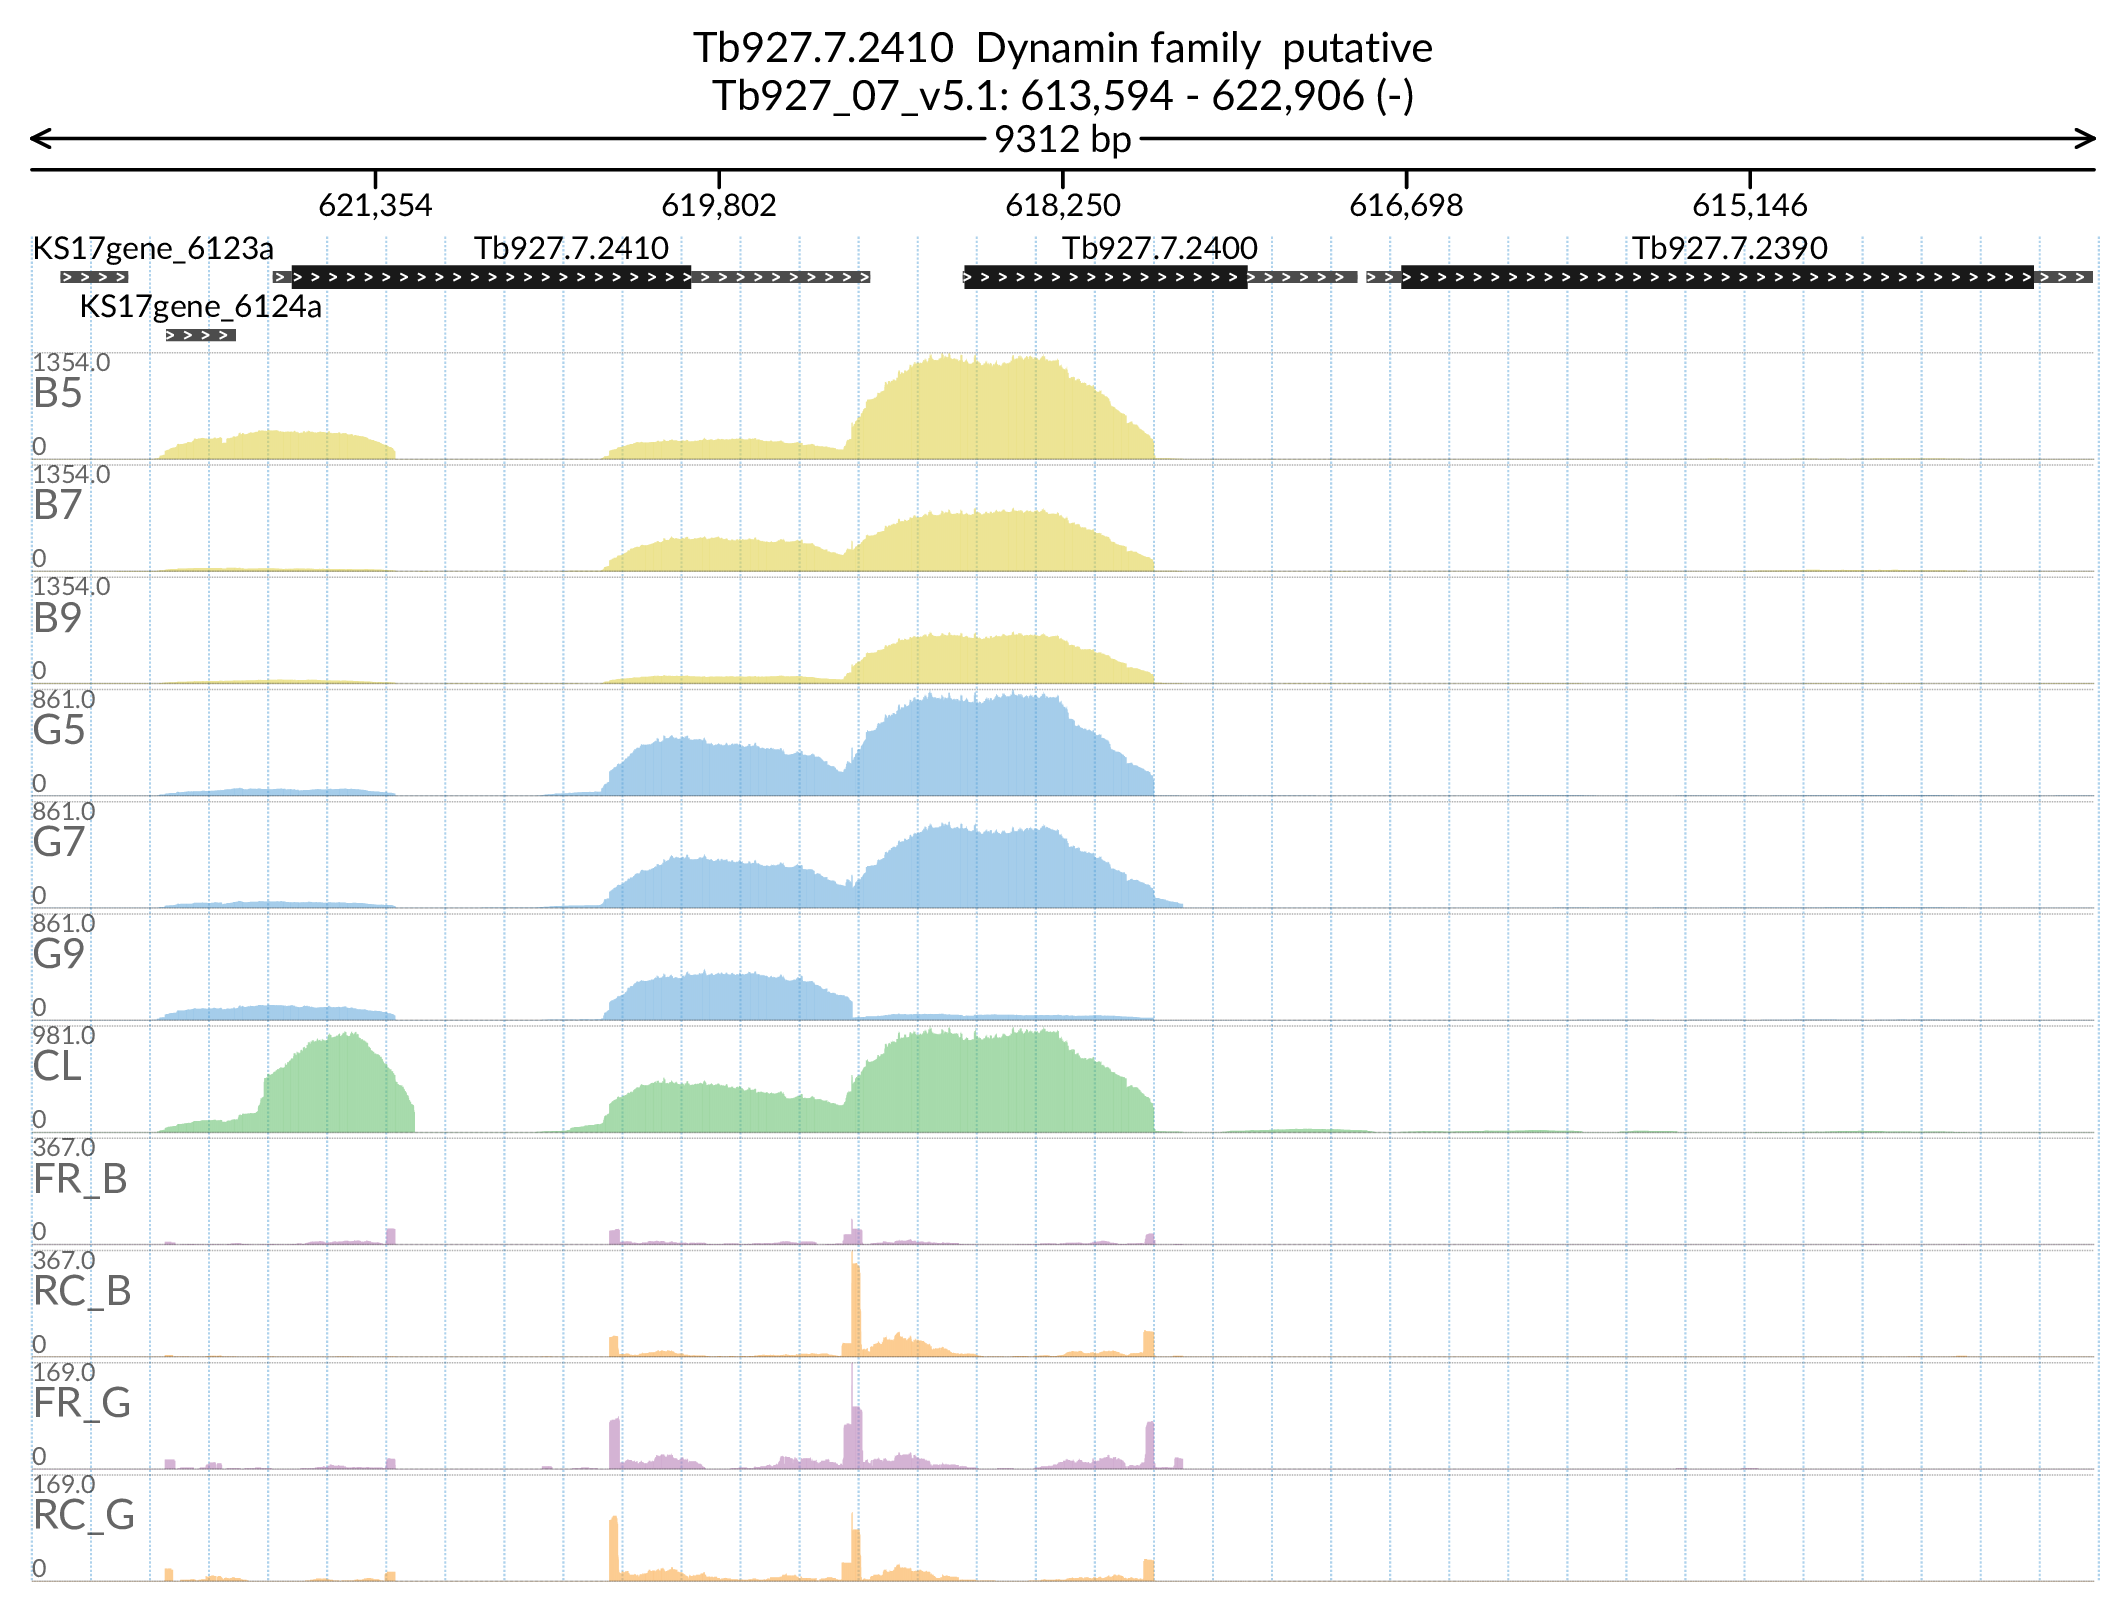 Tb927.7.2410  Dynamin family  putative
Tb927_07_v5.1: 613,594 - 622,906 (-)
9312 bp
621,354 619,802 618,250 616,698 615,146
KS17gene_6123a Tb927.7.2410 Tb927.7.2400 Tb927.7.2390
KS17gene_6124a
1354.0
B5
0
1354.0
B7
0
1354.0
B9
0
861.0
G5
0
861.0
G7
0
861.0
G9
0
981.0
CL
0
367.0
FR_B
0
367.0
RC_B
0
169.0
FR_G
0
169.0
RC_G
0